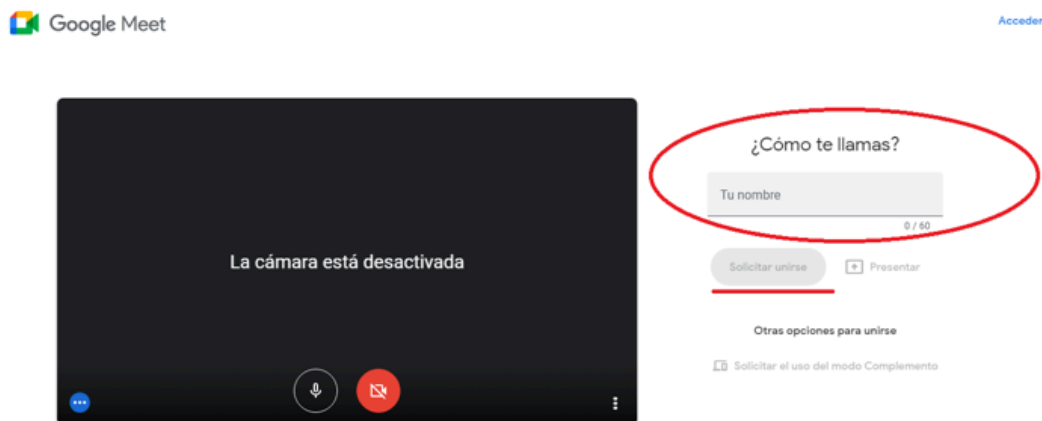 Google Meet
Acceder
¿Cómo te llamas?
Tu nombre
0 / 60
La cámara está desactivada
Solicitar unirse
Presentar
Otras opciones para unirse
Solicitar el uso del modo Complemento